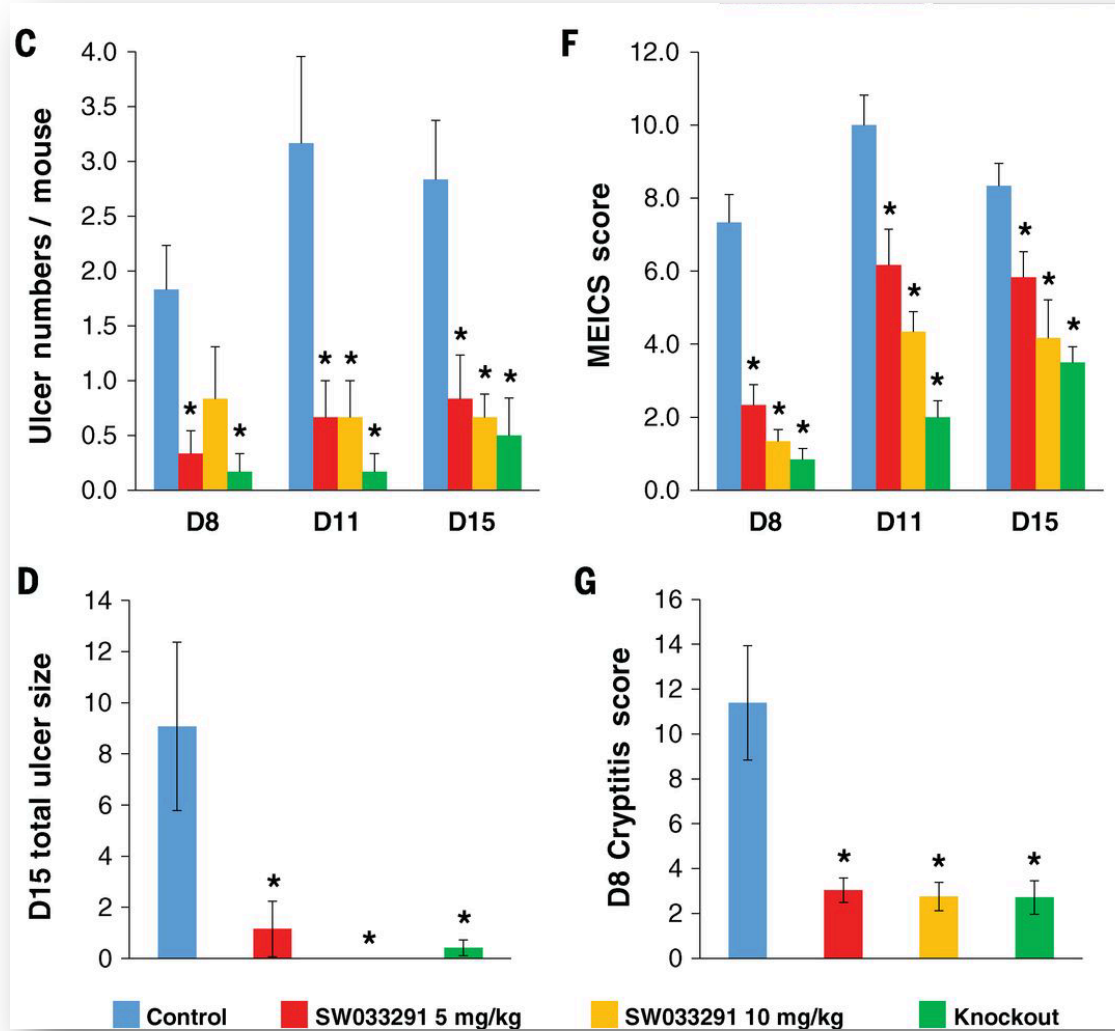 C
Ulcer numbers / mouse
4.0
3.5
3.0
2.5
2.0
1.5
1.0
0.5
0.0
* * * * * * * *
D8 D11 D15
F
MEICS score
12.0
10.0
8.0
6.0
4.0
2.0
0.0
* * * * * * * * *
D8 D11 D15
D
D15 total ulcer size
14
12
10
8
6
4
2
0
* * *
G
D8 Cryptitis score
16
14
12
10
8
6
4
2
0
* * *
Control SW033291 5 mg/kg SW033291 10 mg/kg Knockout